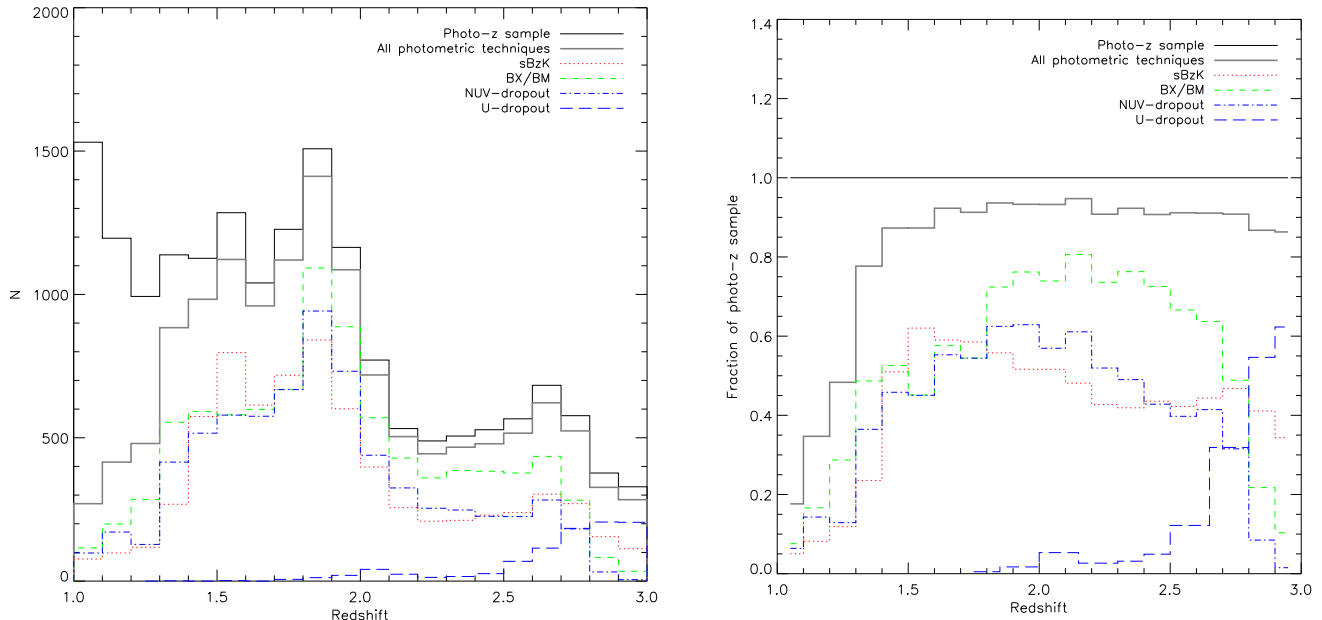 2000
1500
1000
500
0
N
1.0 1.5 2.0 2.5 3.0
Redshift
Photo-z sample
All photometric techniques
sBzK
BX/BM
NUV-dropout
U-dropout
1.4
1.2
1.0
0.8
0.6
0.4
0.2
0.0
Fraction of photo-z sample
1.0 1.5 2.0 2.5 3.0
Redshift
Photo-z sample
All photometric techniques
sBzK
BX/BM
NUV-dropout
U-dropout